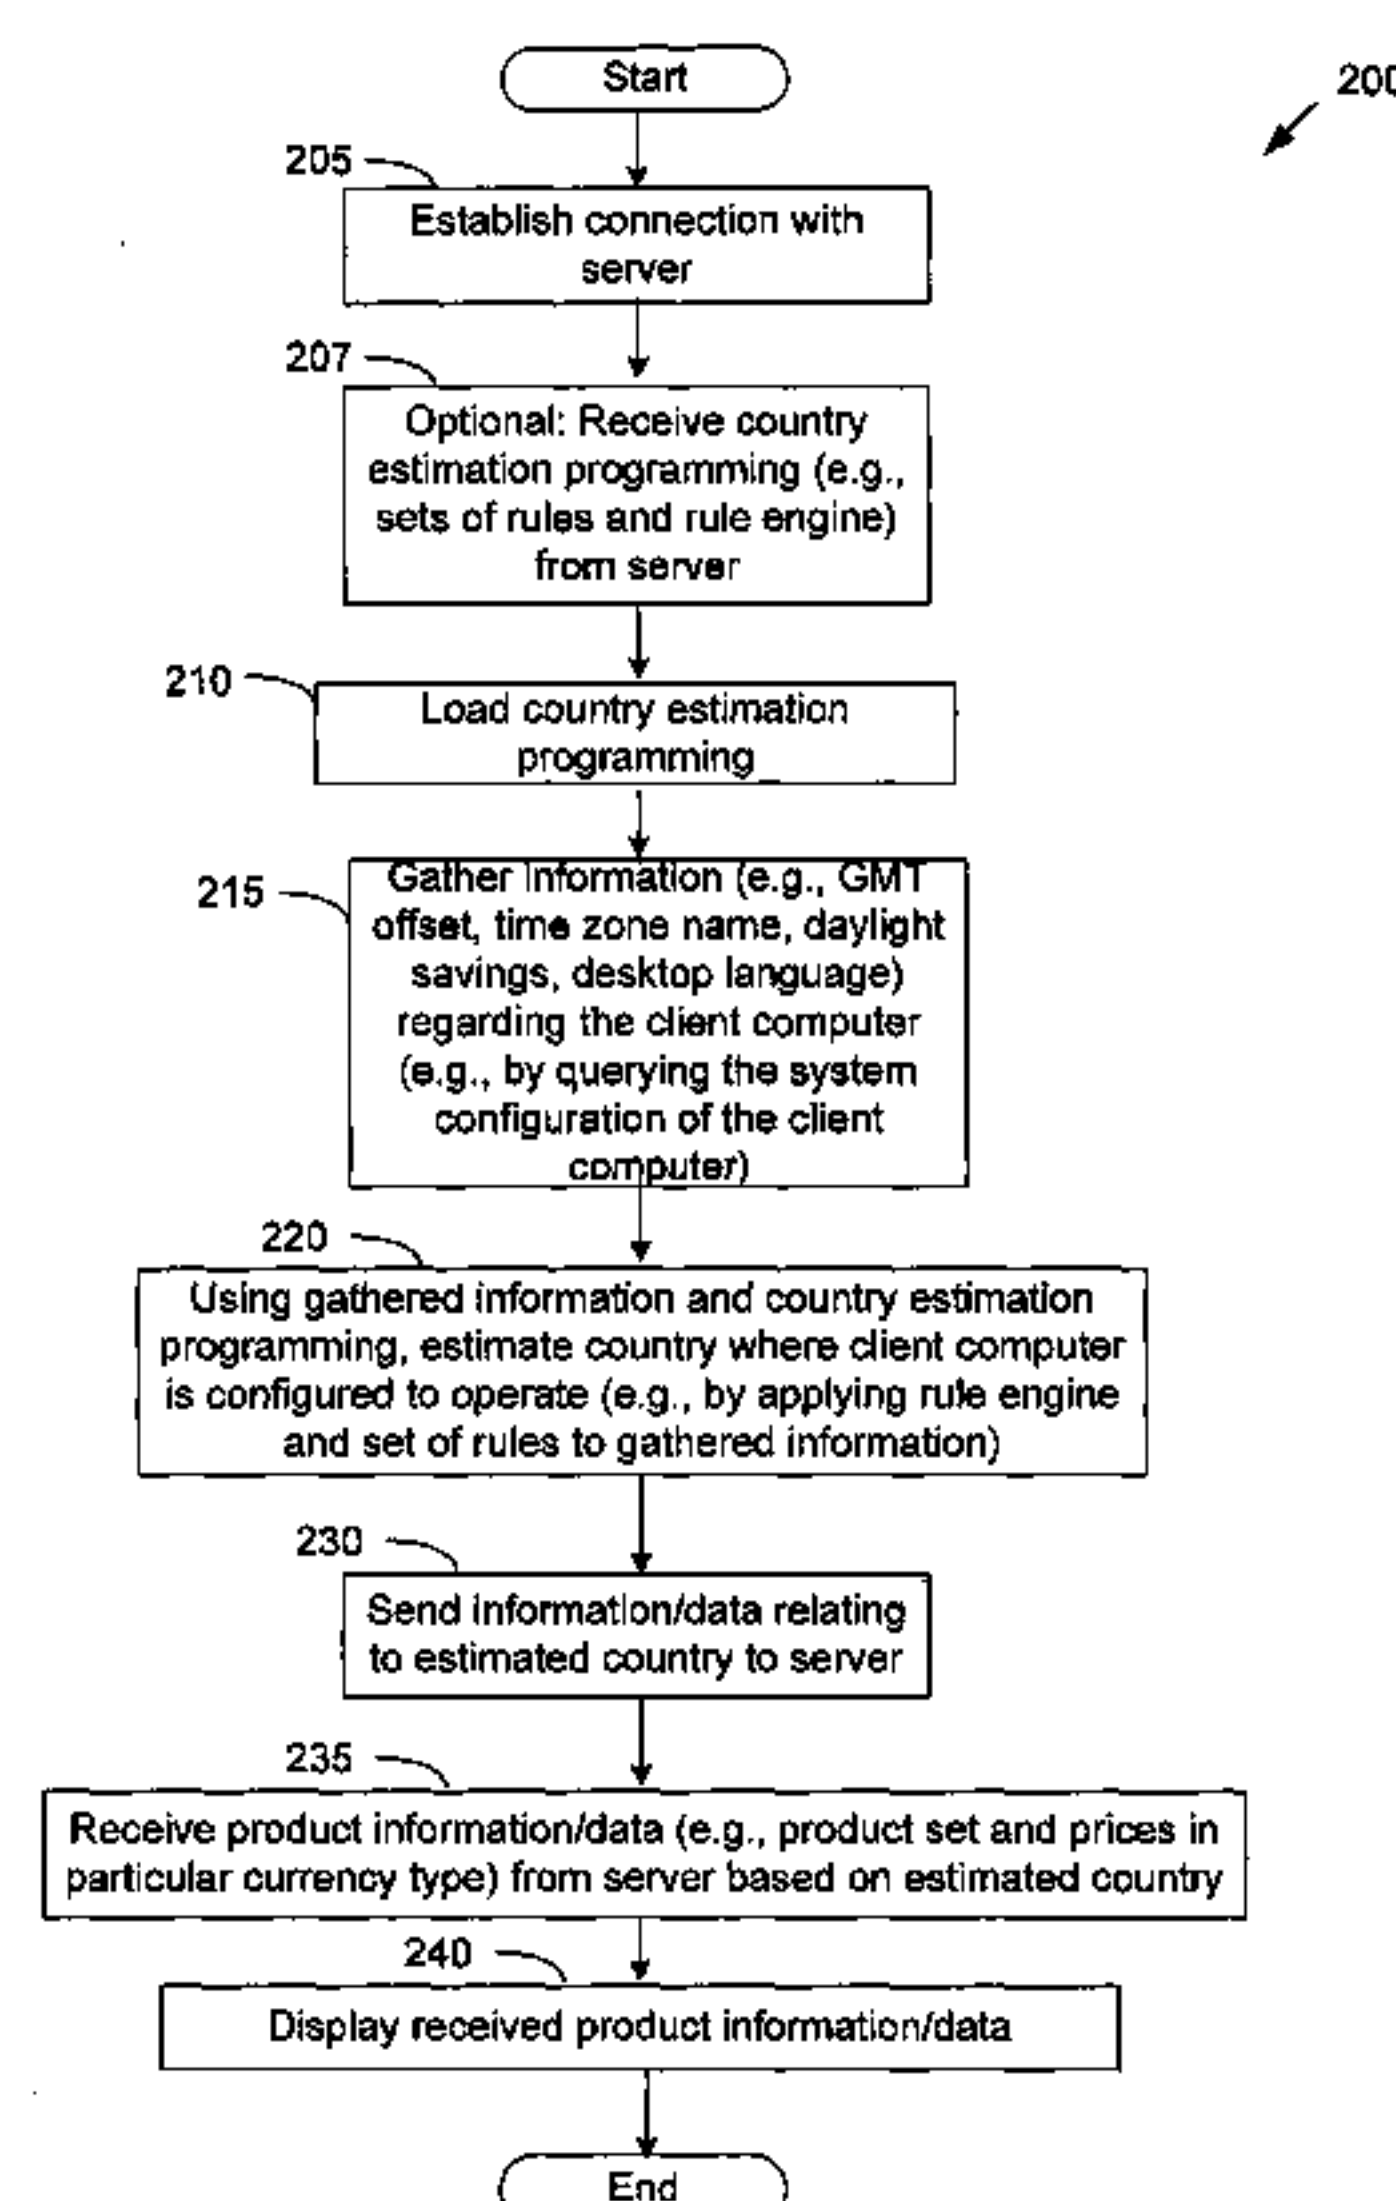 Start
200
205
Establish connection with
server
207
Optional: Receive country
estimation programming (e.g.,
sets of rules and rule engine)
from server
210
Load country estimation
programming
215
Gather information (e.g., GMT
offset, time zone name, daylight
savings, desktop language)
regarding the client computer
(e.g., by querying the system
configuration of the client
computer)
220
Using gathered information and country estimation
programming, estimate country where client computer
is configured to operate (e.g., by applying rule engine
and set of rules to gathered information)
230
Send information/data relating
to estimated country to server
235
Receive product information/data (e.g., product set and prices in
particular currency type) from server based on estimated country
240
Display received product information/data
End